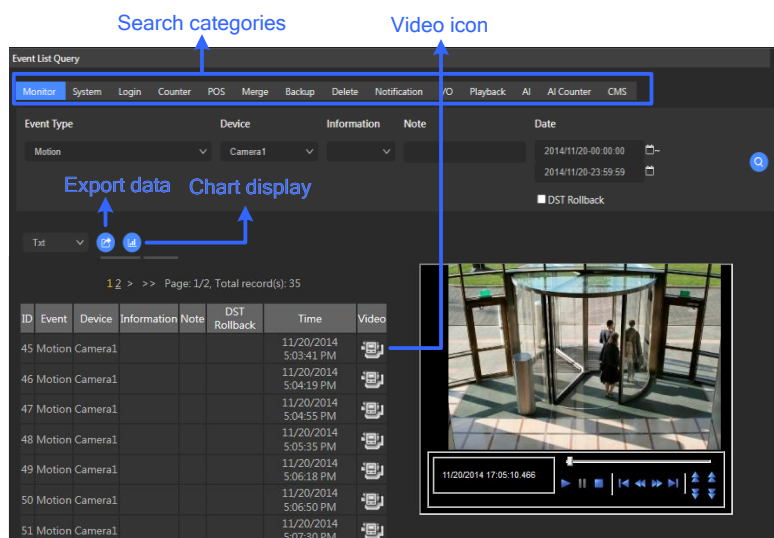 Search categories Video icon
Event List Query
Monitor System Login Counter POS Merge Backup Delete Notification I/O Playback AI AI Counter CMS
Event Type Device Information Note Date
Motion Camera1 2014/11/20-00:00:00 ~
2014/11/20-23:59:59
DST Rollback
Export data Chart display
Txt
1 2 > >> Page: 1/2, Total record(s): 35
ID Event Device Information Note DST Rollback Time Video
45 Motion Camera1 11/20/2014 5:03:41 PM
46 Motion Camera1 11/20/2014 5:04:19 PM
47 Motion Camera1 11/20/2014 5:04:55 PM
48 Motion Camera1 11/20/2014 5:05:35 PM
49 Motion Camera1 11/20/2014 5:06:18 PM
50 Motion Camera1 11/20/2014 5:06:50 PM
51 Motion Camera1 11/20/2014 5:07:30 PM
11/20/2014 17:05:10.466